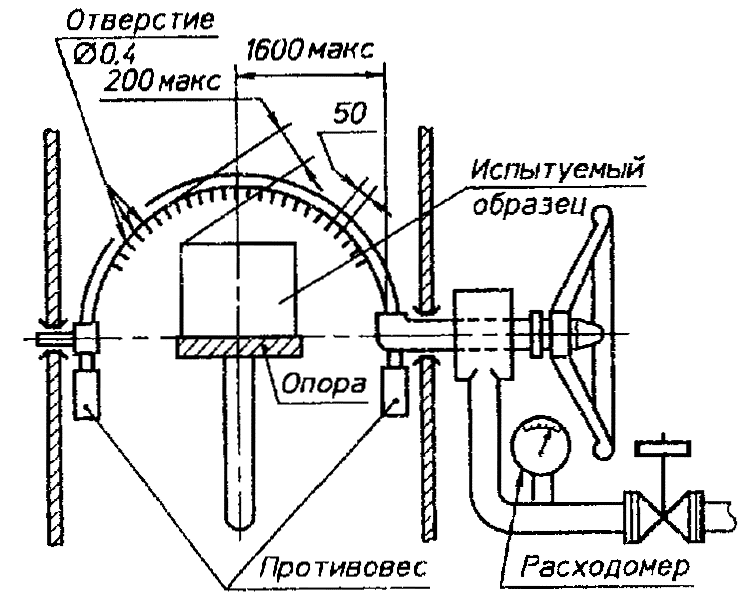 Отверстие
Ø0,4
1600 макс
200 макс
50
Испытуемый
образец
Опора
Противовес
Расходомер